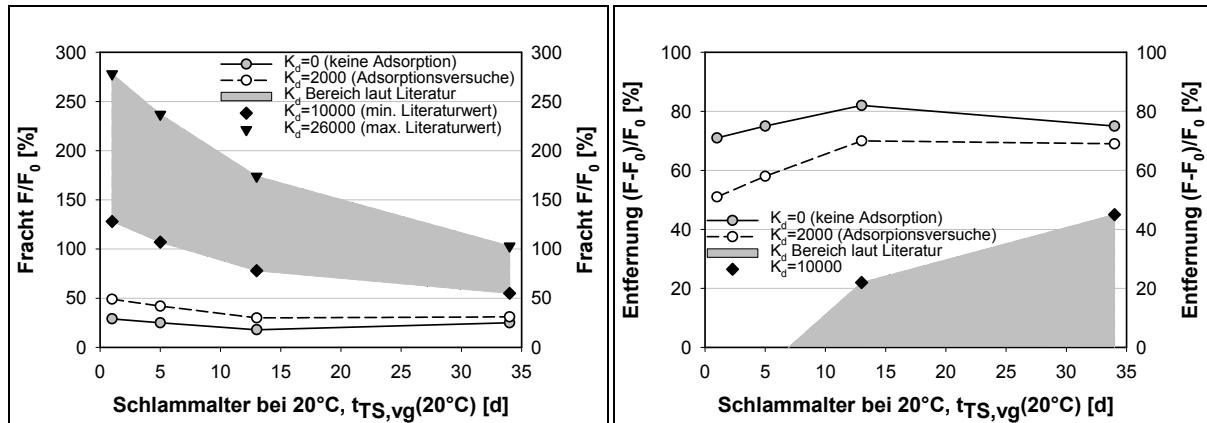 300
250
200
150
100
50
0
Fracht F/F0 [%]
0 5 10 15 20 25 30 35
Schlammalter bei 20°C, tTS,vg(20°C) [d]
300
250
200
150
100
50
0
Fracht F/F0 [%]
Kd=0 (keine Adsorption)
Kd=2000 (Adsorptionsversuche)
Kd Bereich laut Literatur
Kd=10000 (min. Literaturwert)
Kd=26000 (max. Literaturwert)
100
80
60
40
20
0
Entfernung (F-F0)/F0 [%]
0 5 10 15 20 25 30 35
Schlammalter bei 20°C, tTS,vg(20°C) [d]
100
80
60
40
20
0
Entfernung (F-F0)/F0 [%]
Kd=0 (keine Adsorption)
Kd=2000 (Adsorpionsversuche)
Kd Bereich laut Literatur
Kd=10000